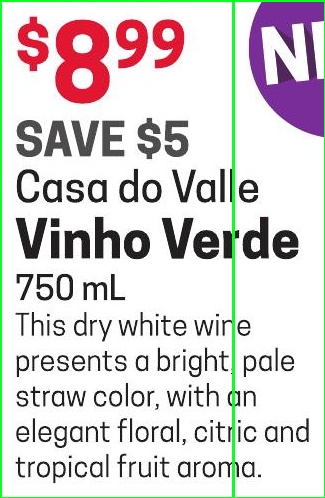 $8.99
SAVE $5
Casa do Valle
Vinho Verde
750 mL
This dry white wine
presents a bright, pale
straw color, with an
elegant floral, citric and
tropical fruit aroma.